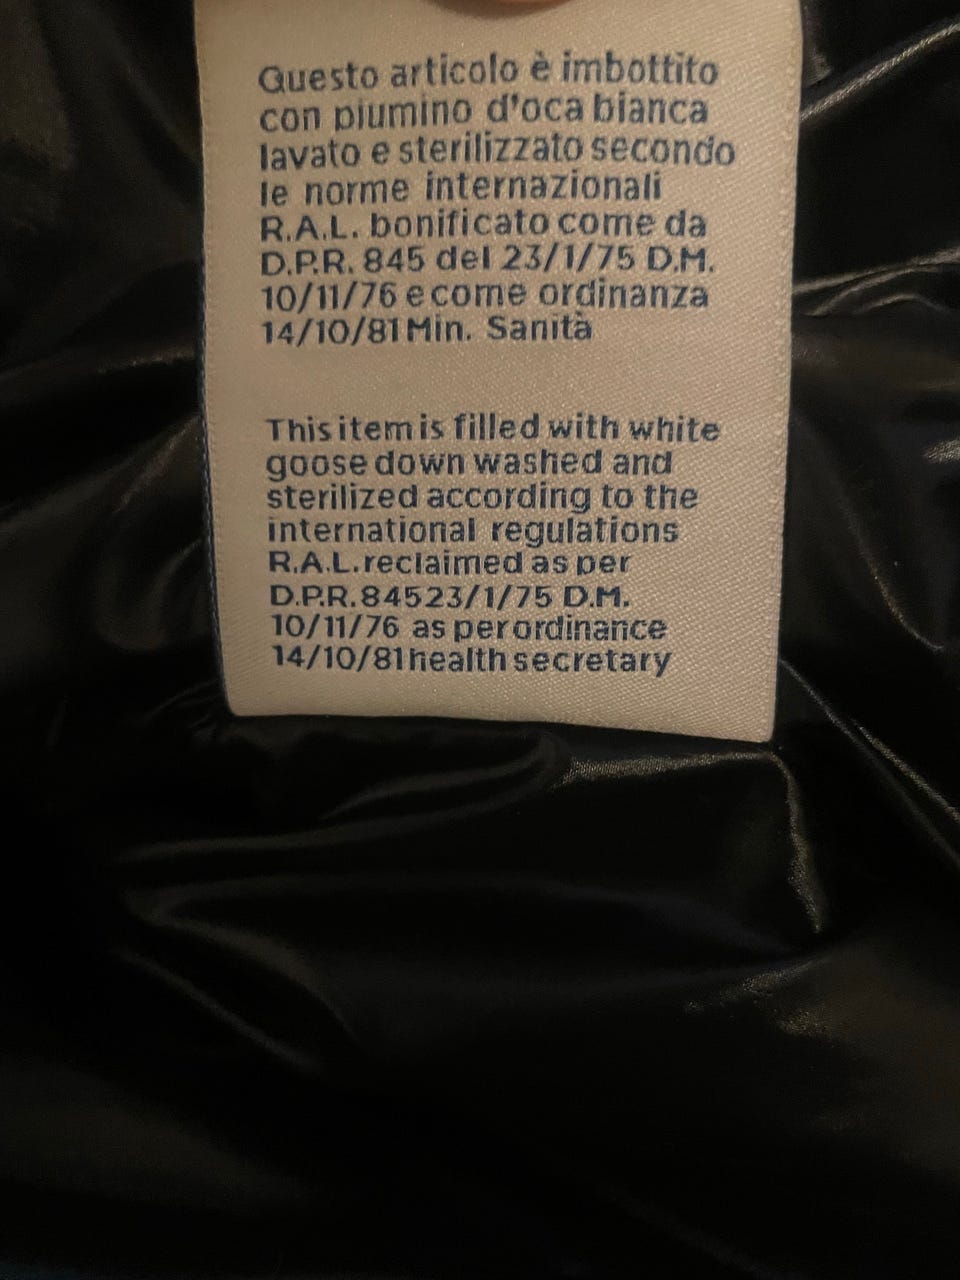 Questo articolo è imbottito
con piumino d'oca bianca
lavato e sterilizzato secondo
le norme internazionali
R.A.L. bonificato come da
D.P.R. 845 del 23/1/75 D.M.
10/11/76 e come ordinanza
14/10/81 Min. Sanità
This item is filled with white
goose down washed and
sterilized according to the
international regulations
R.A.L. reclaimed as per
D.P.R. 845 23/1/75 D.M.
10/11/76 as per ordinance
14/10/81 health secretary